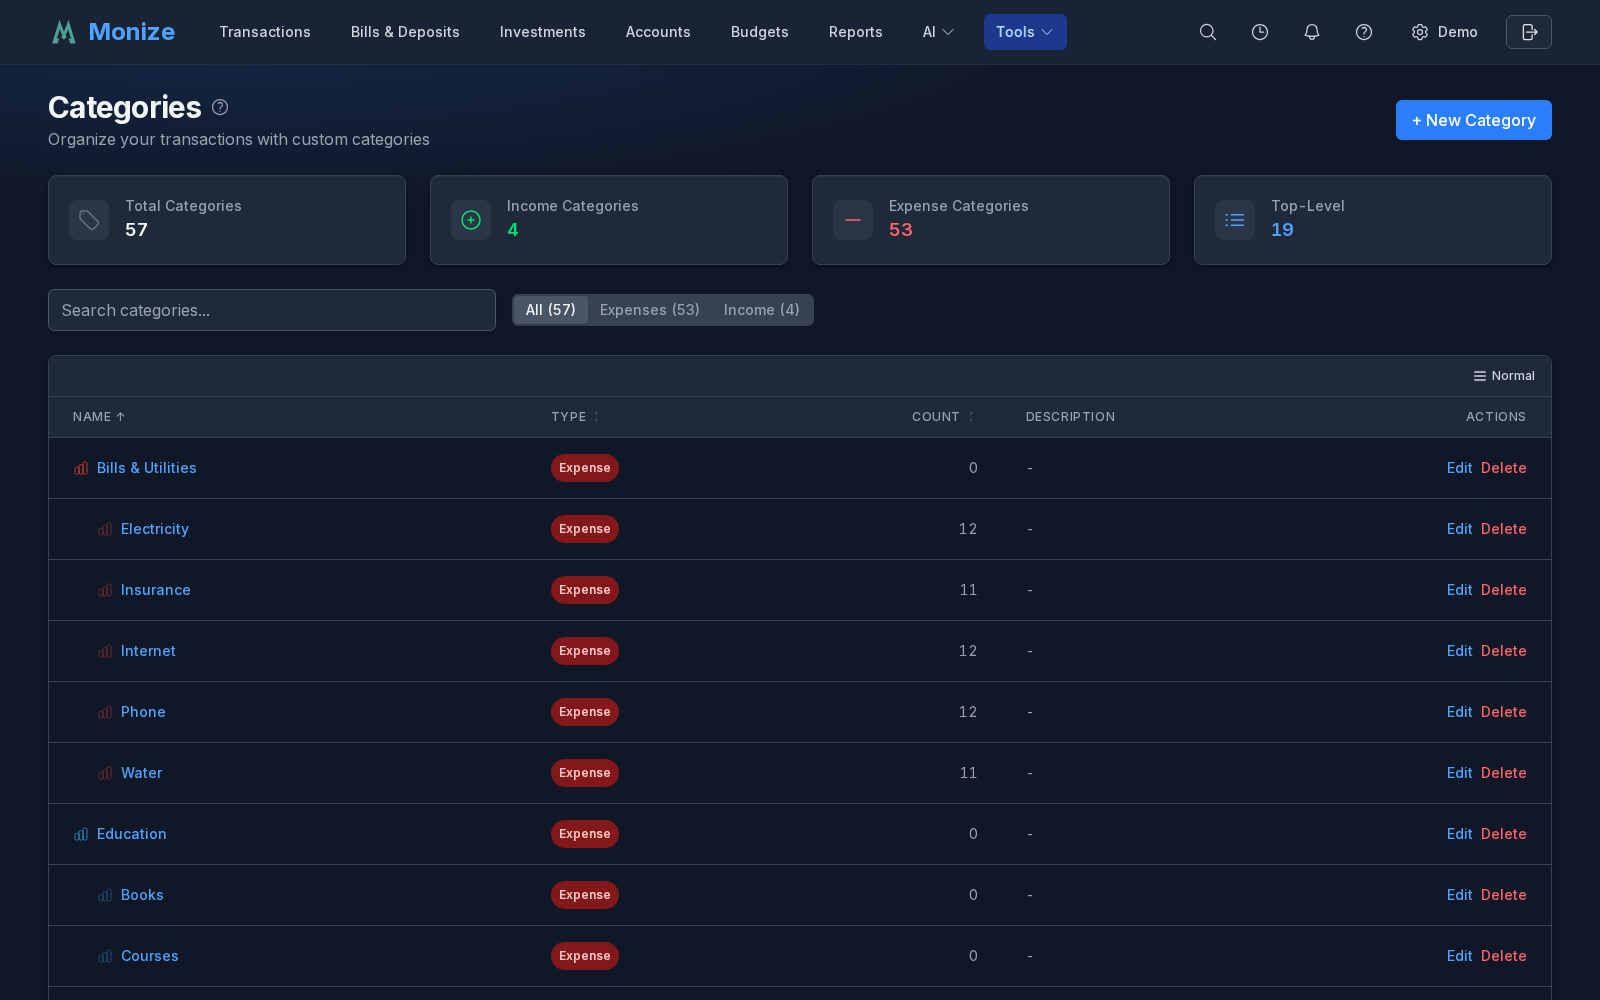 Monize Transactions Bills & Deposits Investments Accounts Budgets Reports AI Tools Demo
Categories
Organize your transactions with custom categories
+ New Category
Total Categories
57
Income Categories
4
Expense Categories
53
Top-Level
19
Search categories...
All (57) Expenses (53) Income (4)
Normal
NAME ↑ TYPE ↕ COUNT ↕ DESCRIPTION ACTIONS
Bills & Utilities Expense 0 - Edit Delete
Electricity Expense 12 - Edit Delete
Insurance Expense 11 - Edit Delete
Internet Expense 12 - Edit Delete
Phone Expense 12 - Edit Delete
Water Expense 11 - Edit Delete
Education Expense 0 - Edit Delete
Books Expense 0 - Edit Delete
Courses Expense 0 - Edit Delete